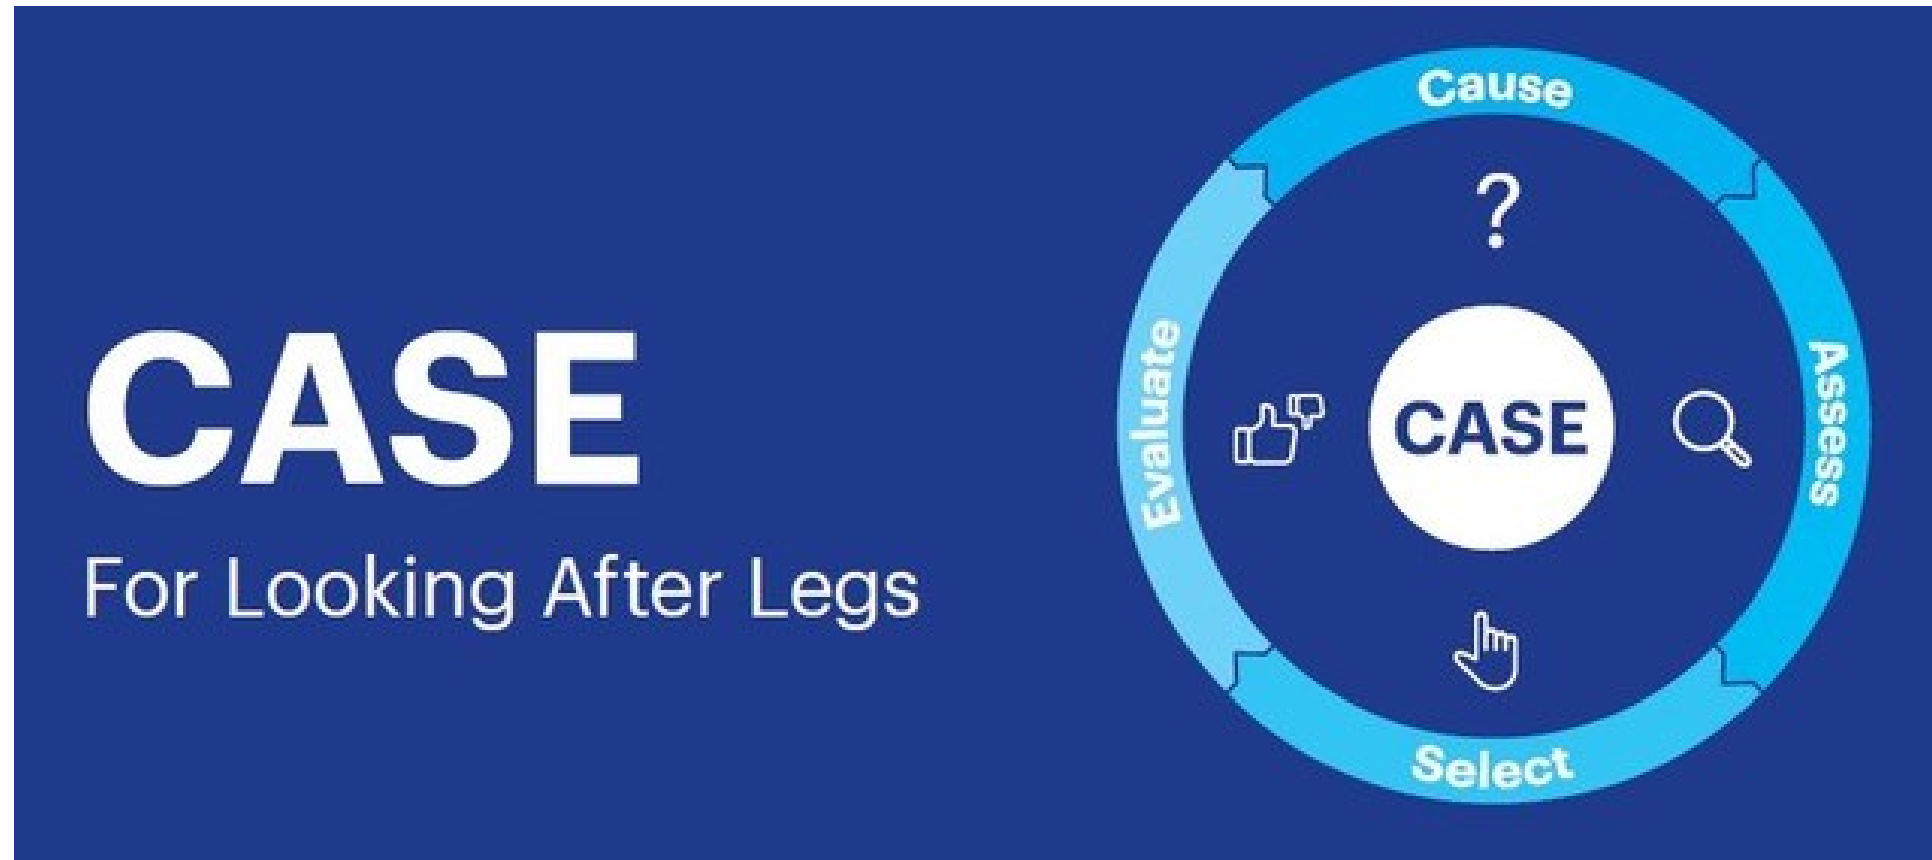 CASE
For Looking After Legs
Cause
?
Assess
CASE
Select
Evaluate